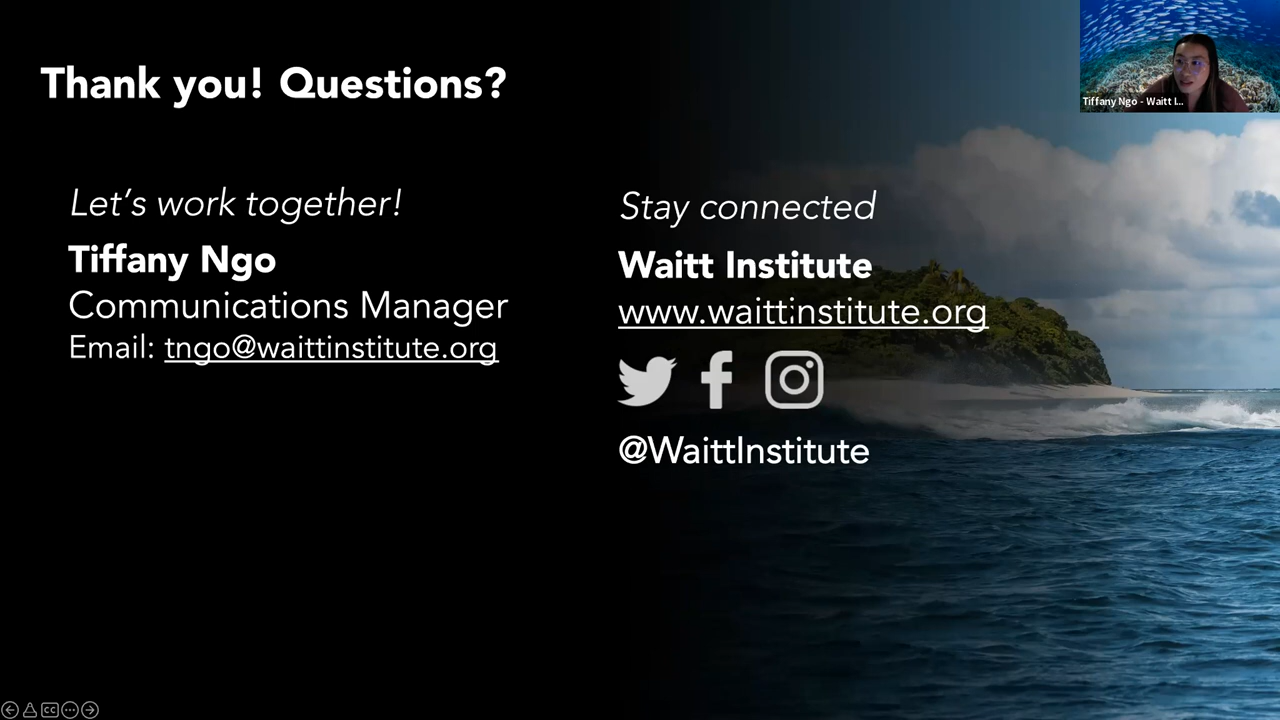 Thank you! Questions?
Let's work together!
Tiffany Ngo
Communications Manager
Email: tngo@waittinstitute.org
Stay connected
Waitt Institute
www.waittinstitute.org
@WaittInstitute
Tiffany Ngo - Waitt I...
CC